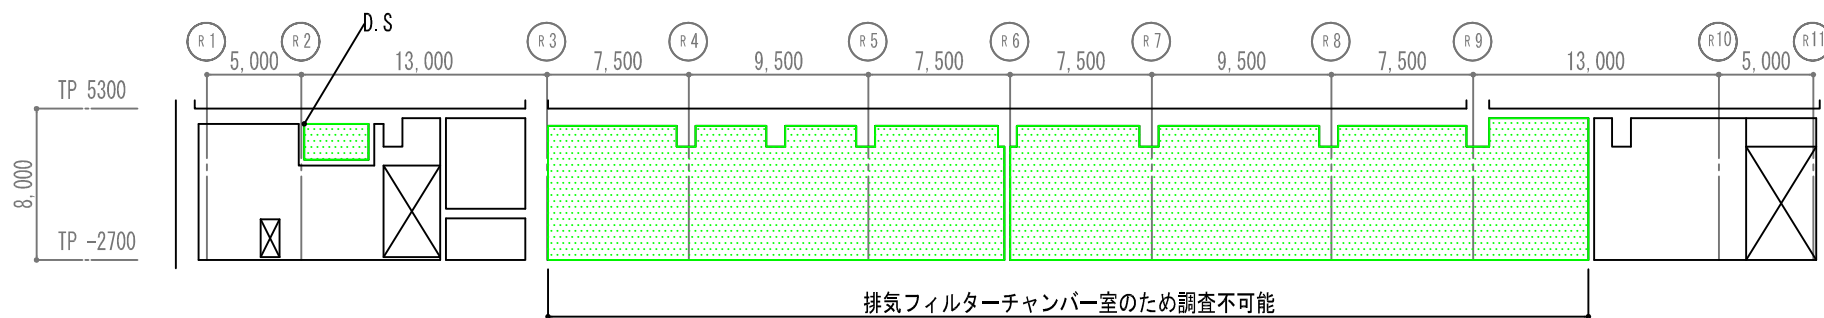 D.S
R1 R2 R3 R4 R5 R6 R7 R8 R9 R10 R11
5,000 13,000 7,500 9,500 7,500 7,500 9,500 7,500 13,000 5,000
TP 5300
8,000
TP -2700
排気フィルターチャンバー室のため調査不可能